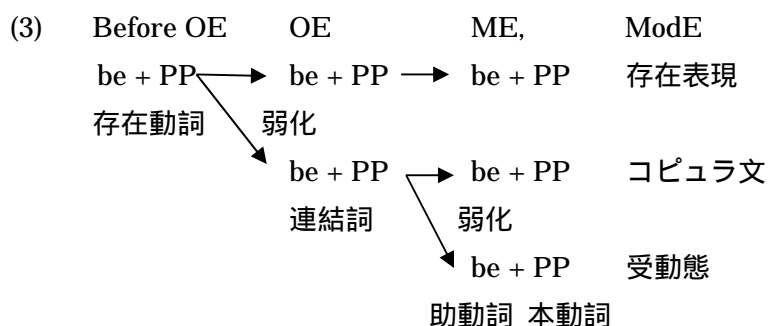 (3) Before OE OE ME, ModE
be + PP be + PP be + PP 存在表現
存在動詞 弱化
be + PP be + PP コピュラ文
連結詞 弱化
be + PP 受動態
助動詞 本動詞